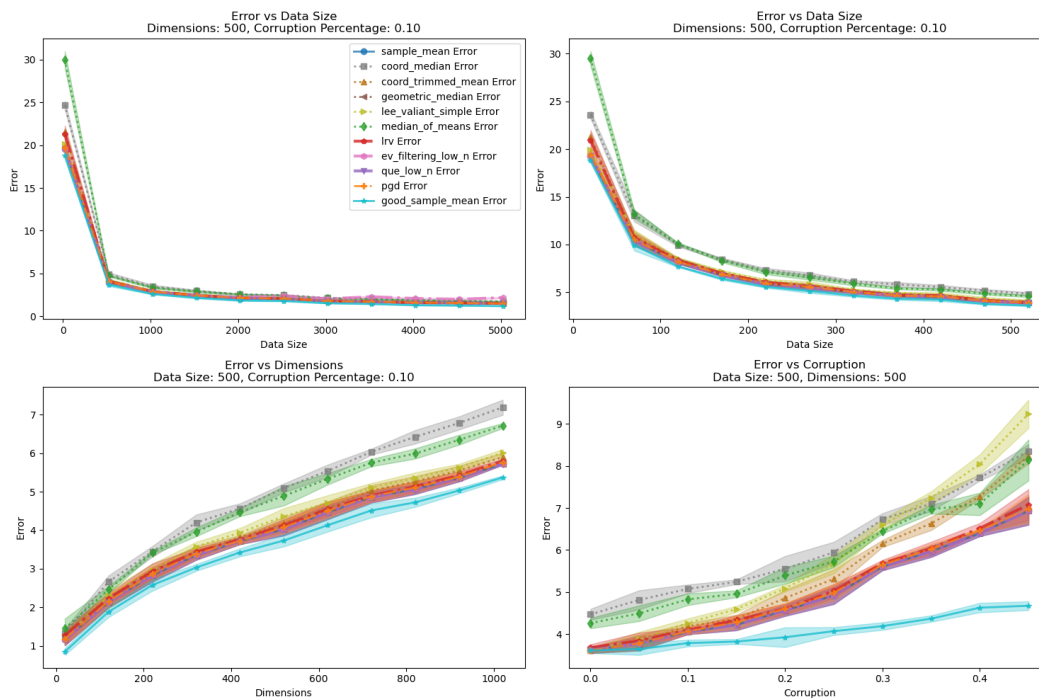 Error vs Data Size
Dimensions: 500, Corruption Percentage: 0.10
30
25
20
15
10
5
0
Error
0
1000
2000
3000
4000
5000
Data Size
sample_mean Error
coord_median Error
coord_trimmed_mean Error
geometric_median Error
lee_valiant_simple Error
median_of_means Error
lrv Error
ev_filtering_low_n Error
que_low_n Error
pgd Error
good_sample_mean Error
Error vs Data Size
Dimensions: 500, Corruption Percentage: 0.10
30
25
20
15
10
5
Error
0
100
200
300
400
500
Data Size
Error vs Dimensions
Data Size: 500, Corruption Percentage: 0.10
7
6
5
4
3
2
1
Error
0
200
400
600
800
1000
Dimensions
Error vs Corruption
Data Size: 500, Dimensions: 500
9
8
7
6
5
4
Error
0.0
0.1
0.2
0.3
0.4
Corruption